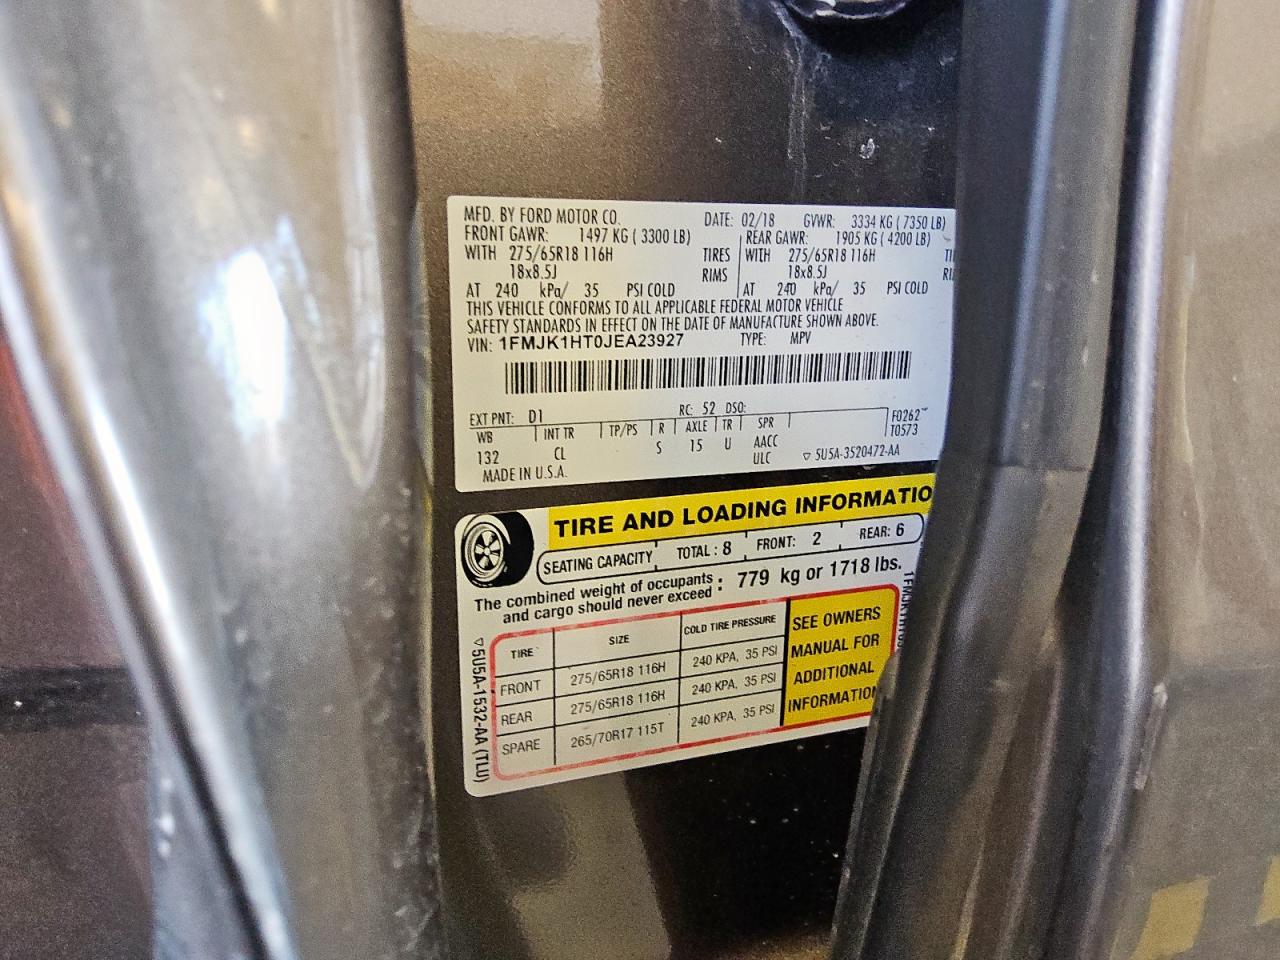 MFD. BY FORD MOTOR CO. DATE: 02/18 GVWR: 3334 KG ( 7350 LB)
FRONT GAWR: 1497 KG ( 3300 LB) REAR GAWR: 1905 KG ( 4200 LB)
WITH 275/65R18 116H TIRES WITH 275/65R18 116H
18x8.5J RIMS 18x8.5J
AT 240 kPa/ 35 PSI COLD AT 240 kPa/ 35 PSI COLD
THIS VEHICLE CONFORMS TO ALL APPLICABLE FEDERAL MOTOR VEHICLE
SAFETY STANDARDS IN EFFECT ON THE DATE OF MANUFACTURE SHOWN ABOVE.
VIN: 1FMJK1HT0JEA23927 TYPE: MPV
EXT PNT: D1 RC: 52 DSO: F0262
WB INT TR TP/PS R AXLE TR SPR T0573
132 CL S 15 U AACC
ULC ▽ 5U5A-3520472-AA
MADE IN U.S.A.
TIRE AND LOADING INFORMATIO
SEATING CAPACITY TOTAL: 8 FRONT: 2 REAR: 6
The combined weight of occupants and cargo should never exceed : 779 kg or 1718 lbs.
TIRE SIZE COLD TIRE PRESSURE
FRONT 275/65R18 116H 240 KPA, 35 PSI
REAR 275/65R18 116H 240 KPA, 35 PSI
SPARE 265/70R17 115T 240 KPA, 35 PSI
SEE OWNERS
MANUAL FOR
ADDITIONAL
INFORMATION
▽5U5A-1532-AA (TLU)